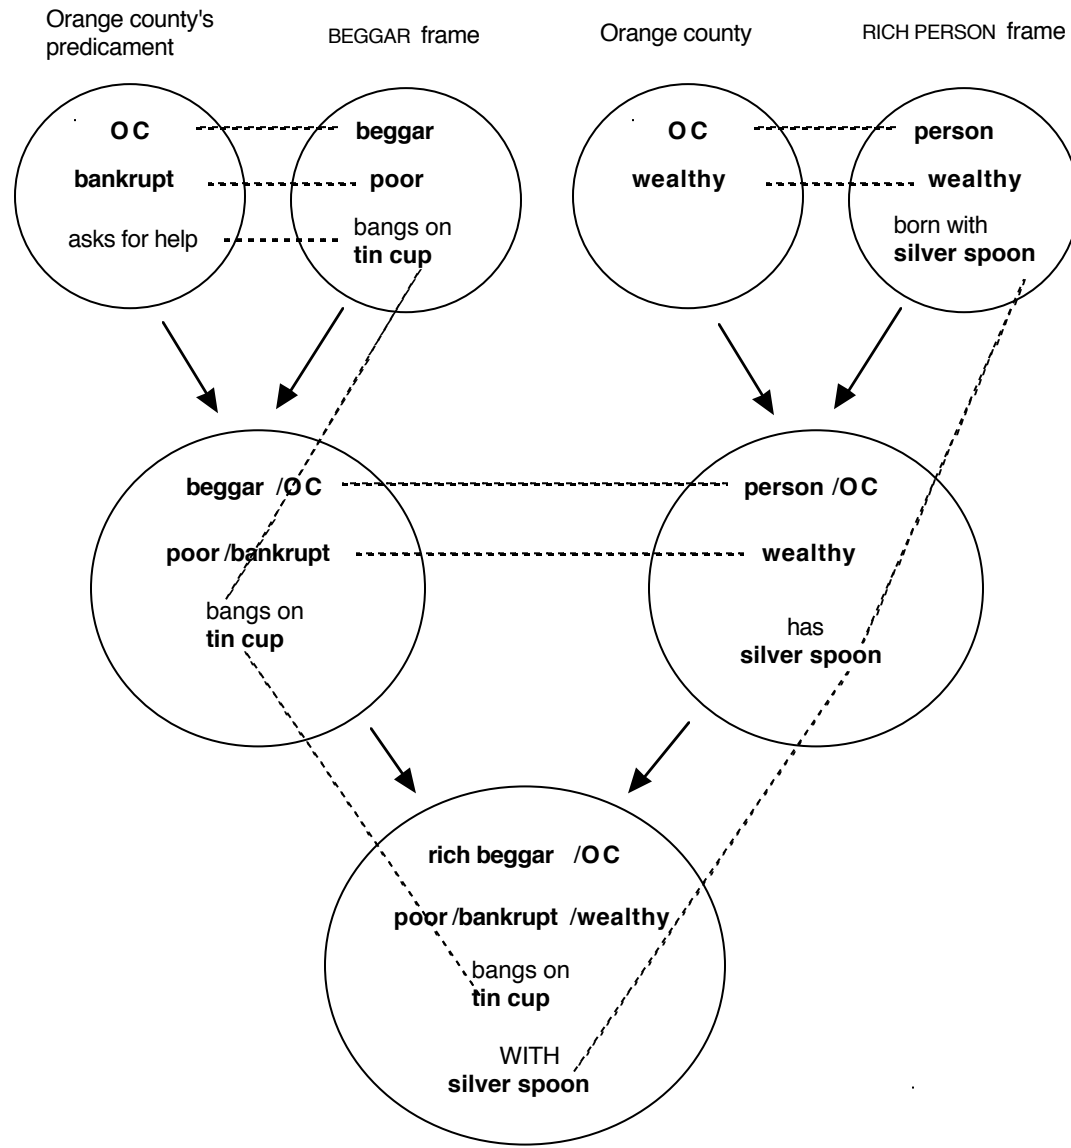 Orange county's
predicament
BEGGAR frame
Orange county
RICH PERSON frame
OC
bankrupt
asks for help
beggar
poor
bangs on
tin cup
OC
wealthy
person
wealthy
born with
silver spoon
beggar /OC
poor /bankrupt
bangs on
tin cup
person /OC
wealthy
has
silver spoon
rich beggar /OC
poor /bankrupt /wealthy
bangs on
tin cup
WITH
silver spoon